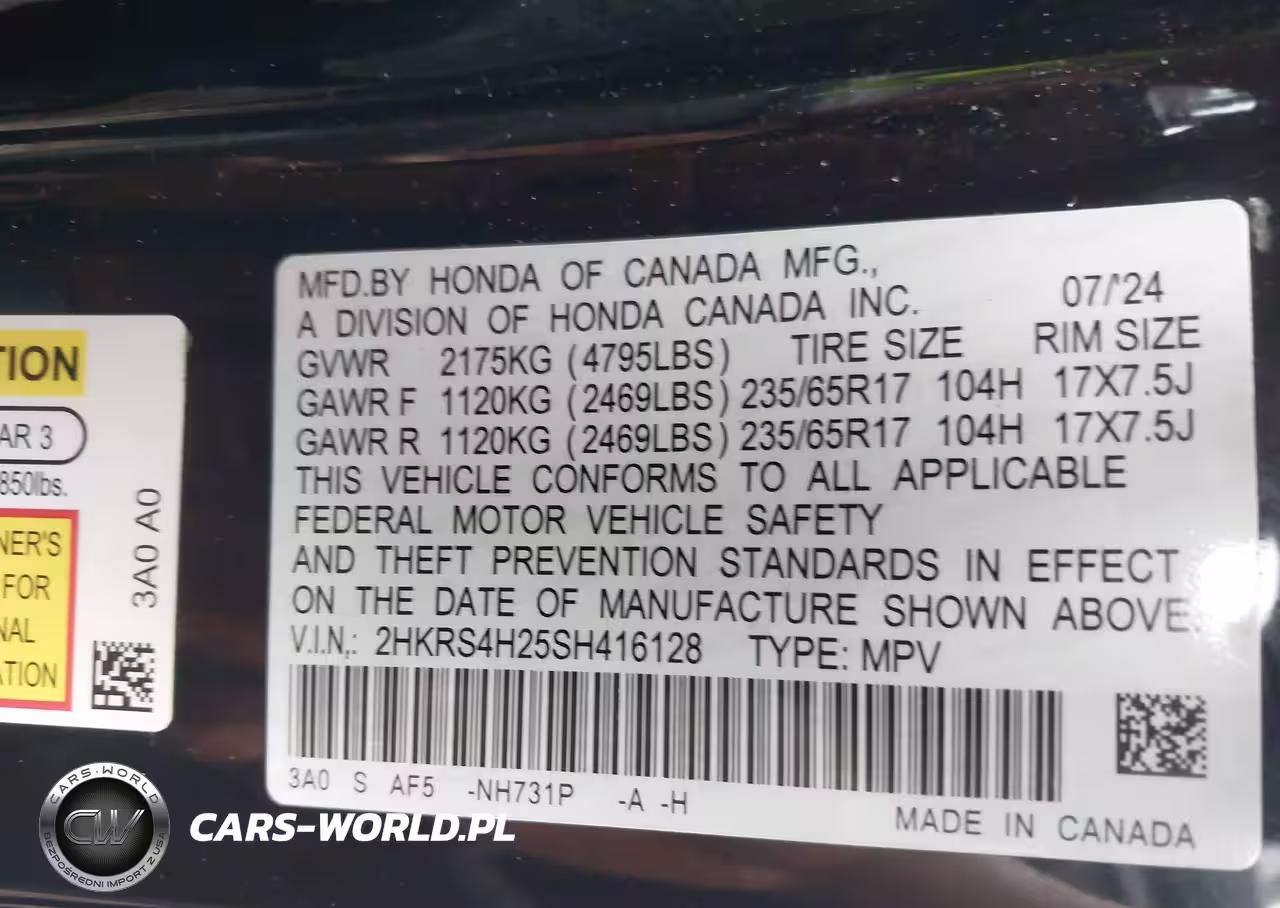 TION
AR 3
850lbs.
NER'S
FOR
NAL
ATION
3A0 A0
MFD.BY HONDA OF CANADA MFG.,
A DIVISION OF HONDA CANADA INC. 07/'24
GVWR 2175KG (4795LBS) TIRE SIZE RIM SIZE
GAWR F 1120KG (2469LBS) 235/65R17 104H 17X7.5J
GAWR R 1120KG (2469LBS) 235/65R17 104H 17X7.5J
THIS VEHICLE CONFORMS TO ALL APPLICABLE
FEDERAL MOTOR VEHICLE SAFETY
AND THEFT PREVENTION STANDARDS IN EFFECT
ON THE DATE OF MANUFACTURE SHOWN ABOVE.
V.I.N.: 2HKRS4H25SH416128 TYPE: MPV
3A0 S AF5 -NH731P -A -H
MADE IN CANADA
CARS-WORLD
CW
BEZPOŚREDNI IMPORT Z USA
CARS-WORLD.PL